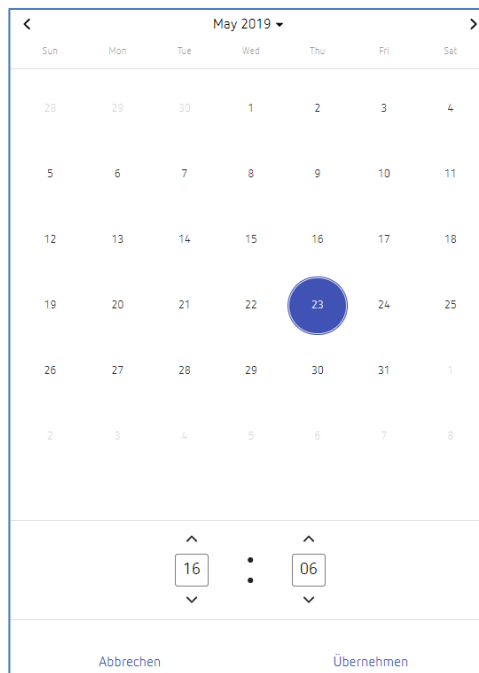 May 2019
Sun Mon Tue Wed Thu Fri Sat
28 29 30 1 2 3 4
5 6 7 8 9 10 11
12 13 14 15 16 17 18
19 20 21 22 23 24 25
26 27 28 29 30 31 1
2 3 4 5 6 7 8
16 : 06
Abbrechen Übernehmen